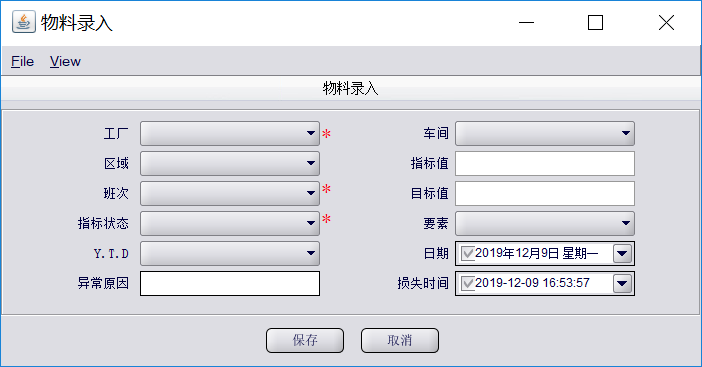 物料录入
File View
物料录入
工厂 * 车间
区域 指标值
班次 * 目标值
指标状态 * 要素
Y.T.D 日期 2019年12月9日 星期一
异常原因 损失时间 2019-12-09 16:53:57
保存 取消